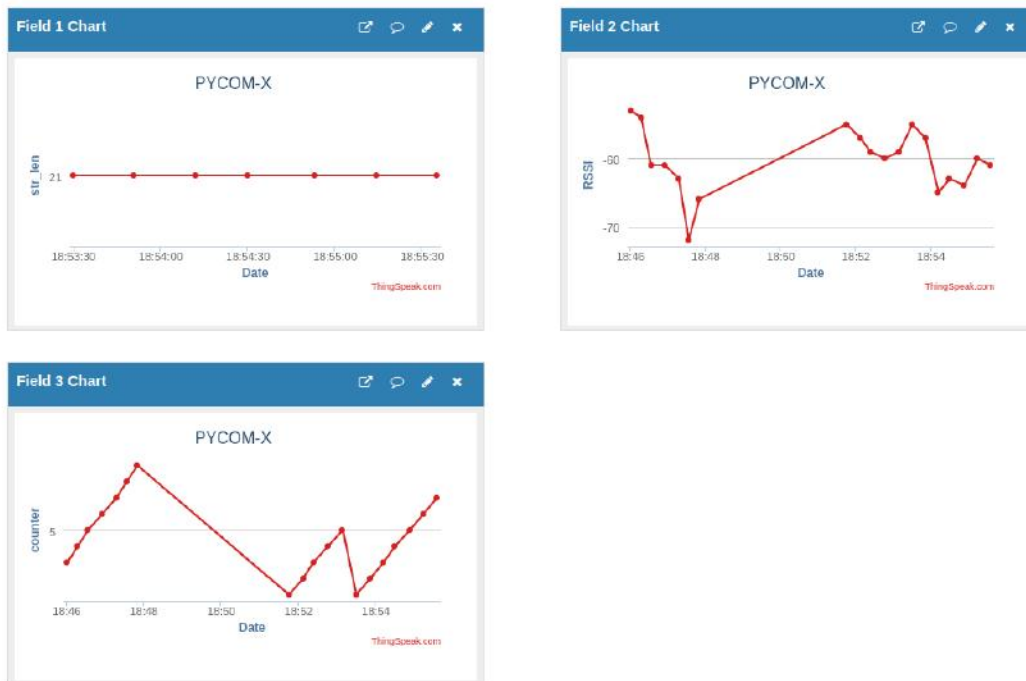 Field 1 Chart
PYCOM-X
str_len
21
18:53:30 18:54:00 18:54:30 18:55:00 18:55:30
Date
ThingSpeak.com
Field 2 Chart
PYCOM-X
RSSI
-60
-70
18:46 18:48 18:50 18:52 18:54
Date
ThingSpeak.com
Field 3 Chart
PYCOM-X
counter
5
18:46 18:48 18:50 18:52 18:54
Date
ThingSpeak.com